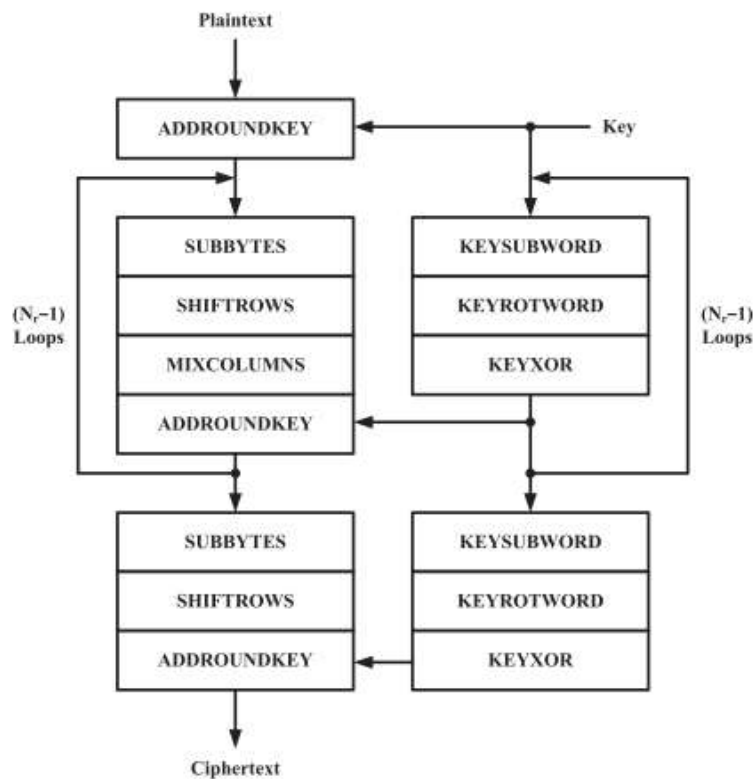 Plaintext
ADDROUNDKEY
Key
SUBBYTES
SHIFTROWS
MIXCOLUMNS
ADDROUNDKEY
(Nr−1)
Loops
KEYSUBWORD
KEYROTWORD
KEYXOR
(Nr−1)
Loops
SUBBYTES
SHIFTROWS
ADDROUNDKEY
KEYSUBWORD
KEYROTWORD
KEYXOR
Ciphertext